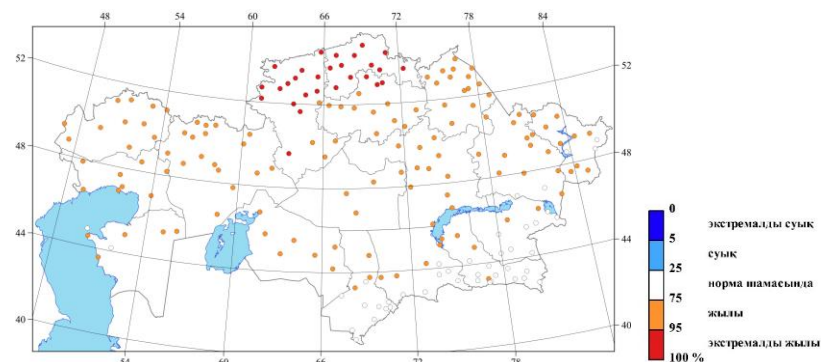 48 54 60 66 72 78 84
52
52
48
48
44
44
40
40
54 60 66 72 78
0
экстремалды суық
5
суық
25
норма шамасында
75
жылы
95
экстремалды жылы
100 %